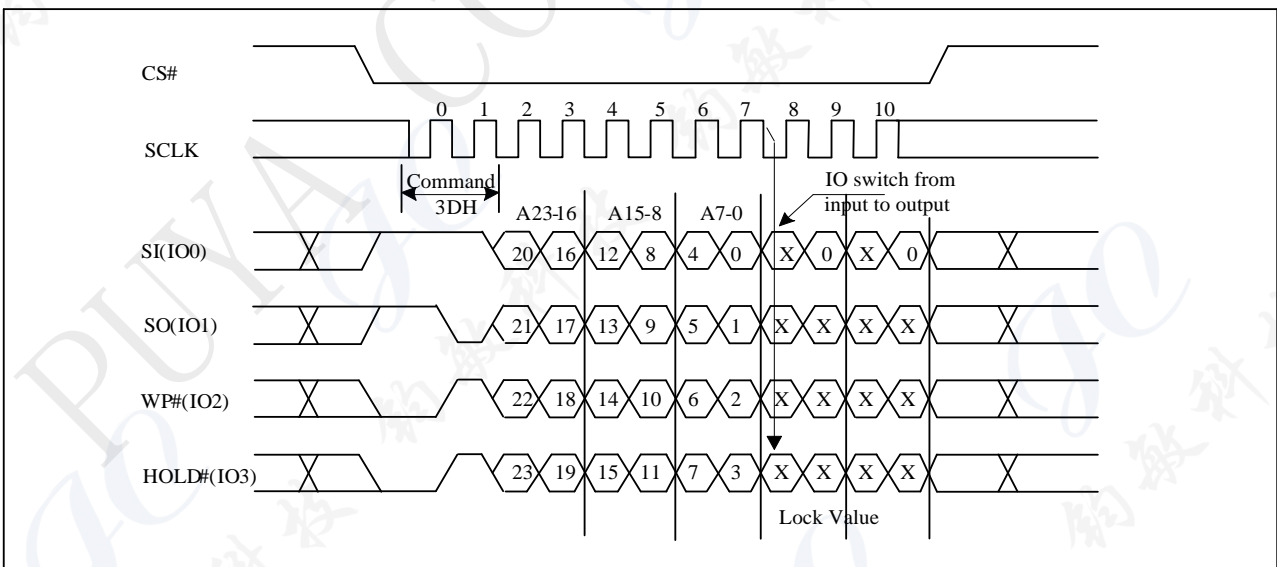 CS#
0 1 2 3 4 5 6 7 8 9 10
SCLK
Command
3DH
IO switch from
input to output
A23-16 A15-8 A7-0
SI(IO0) 20 16 12 8 4 0 X 0 X 0
SO(IO1) 21 17 13 9 5 1 X X X X
WP#(IO2) 22 18 14 10 6 2 X X X X
HOLD#(IO3) 23 19 15 11 7 3 X X X X
Lock Value
PUYA